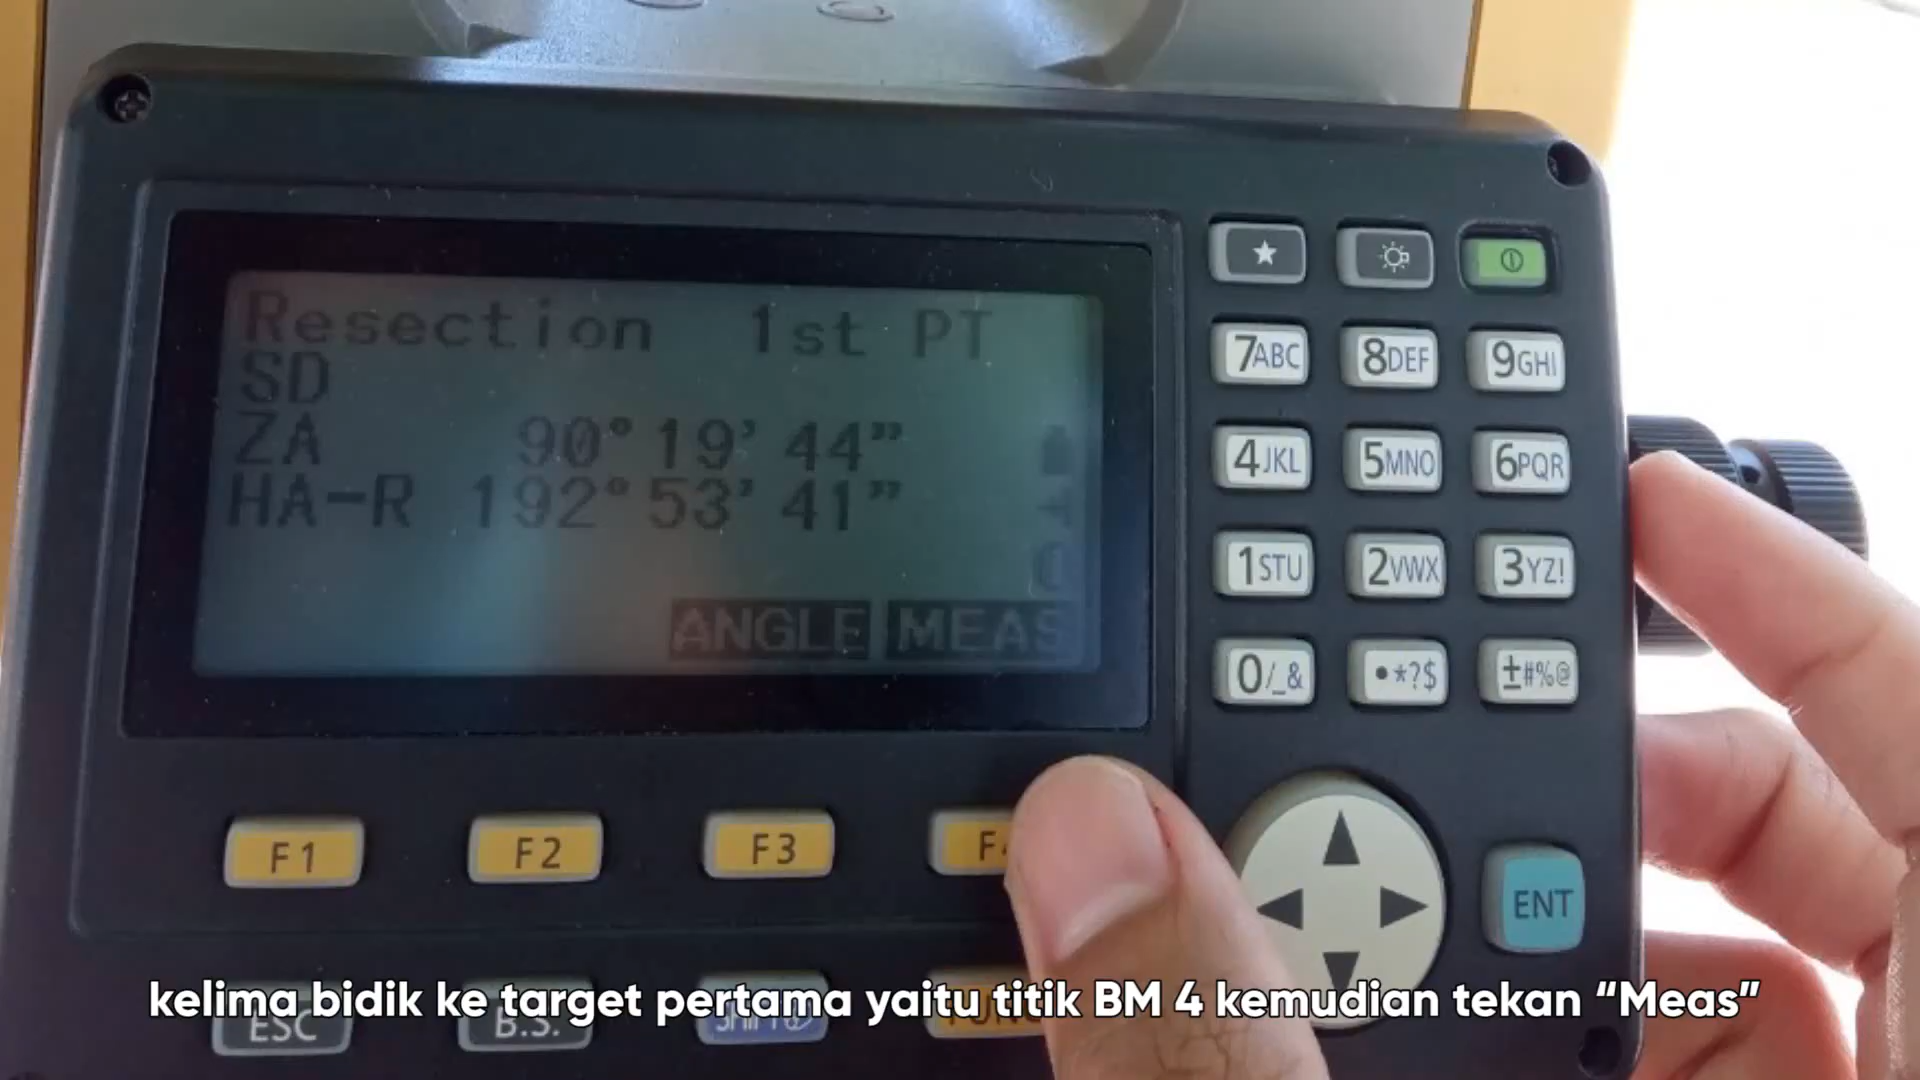 Resection 1st PT
SD
ZA 90° 19' 44"
HA-R 192° 53' 41"
ANGLE MEAS
★
7ABC 8DEF 9GHI
4JKL 5MNO 6PQR
1STU 2VWX 3YZ!
0/_& •*?$ ±#%@
F1 F2 F3
ENT
kelima bidik ke target pertama yaitu titik BM 4 kemudian tekan “Meas”
ESC B.S. SHIFT FUNC